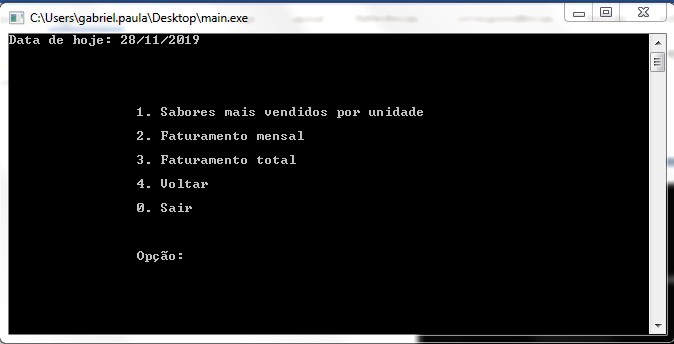 C:\Users\gabriel.paula\Desktop\main.exe
Data de hoje: 28/11/2019
1. Sabores mais vendidos por unidade
2. Faturamento mensal
3. Faturamento total
4. Voltar
0. Sair
Opção: